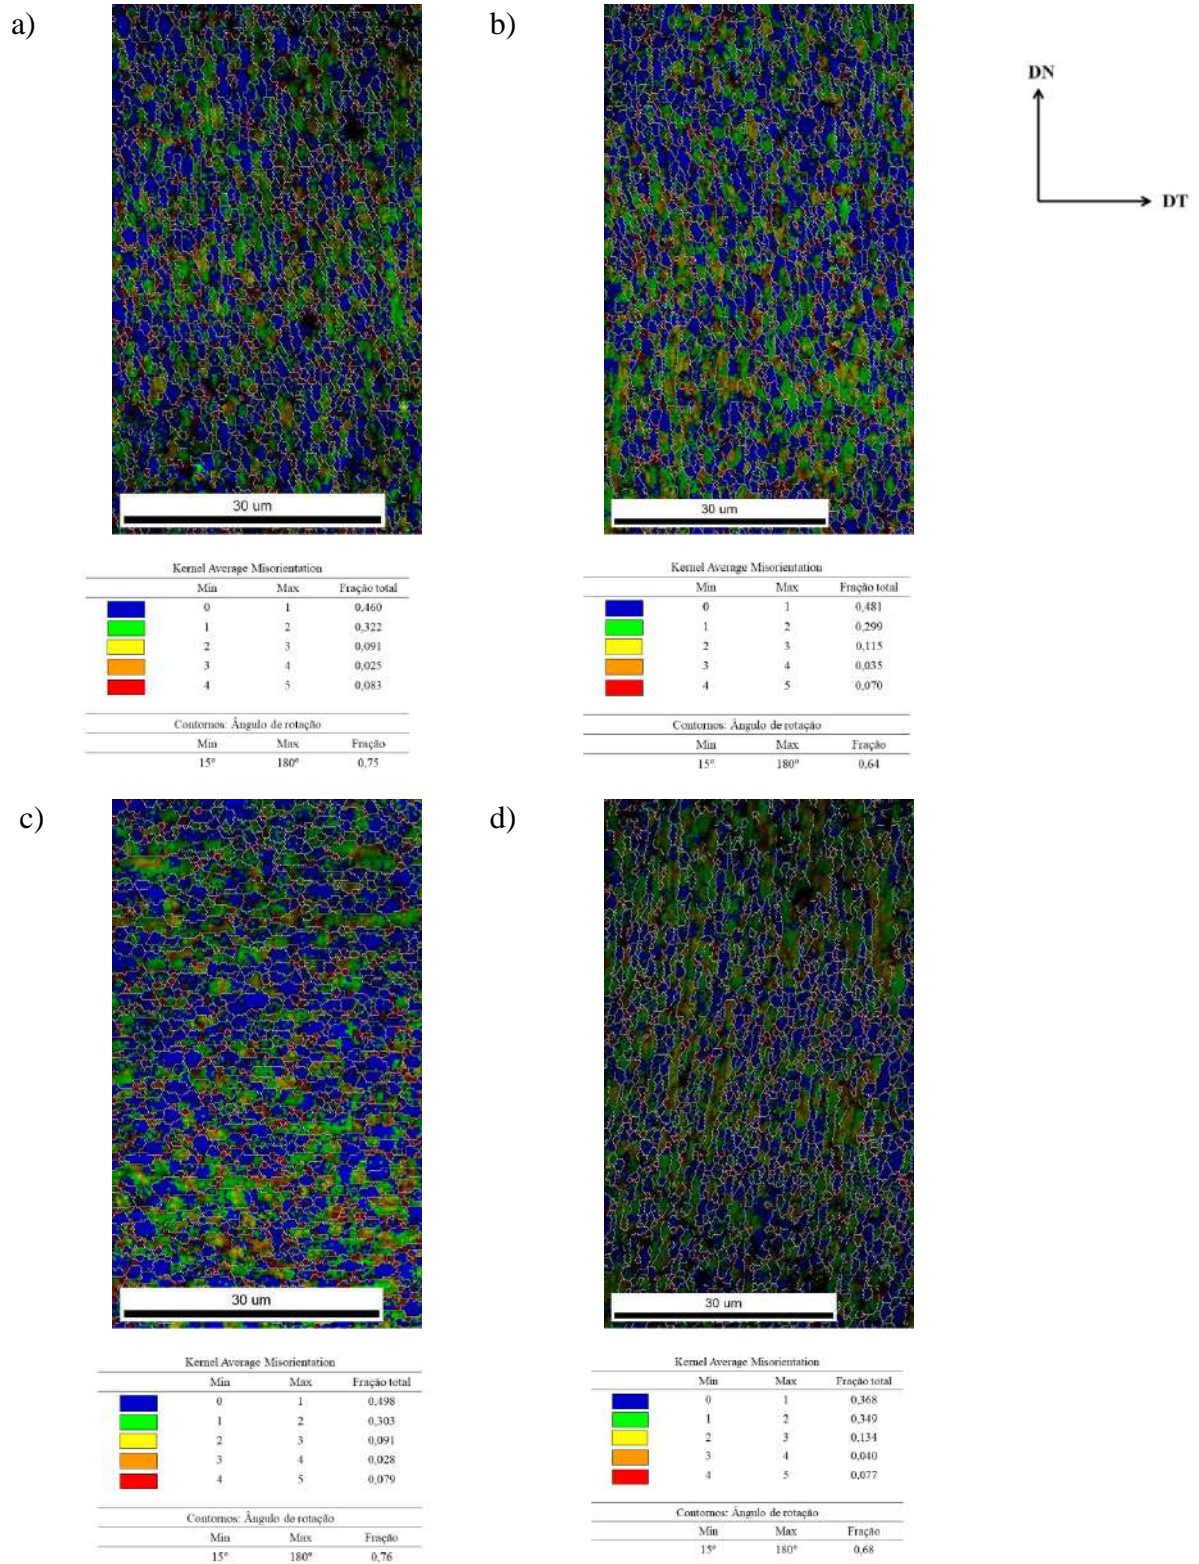 a)
b)
DN
DT
30 um
30 um
Kernel Average Misorientation
Min Max Fração total
0 1 0,460
1 2 0,322
2 3 0,091
3 4 0,025
4 5 0,083
Contornos: Ângulo de rotação
Min Max Fração
15º 180º 0,75
Kernel Average Misorientation
Min Max Fração total
0 1 0,481
1 2 0,299
2 3 0,115
3 4 0,035
4 5 0,070
Contornos: Ângulo de rotação
Min Max Fração
15º 180º 0,64
c)
d)
30 um
30 um
Kernel Average Misorientation
Min Max Fração total
0 1 0,498
1 2 0,303
2 3 0,091
3 4 0,028
4 5 0,079
Contornos: Ângulo de rotação
Min Max Fração
15º 180º 0,76
Kernel Average Misorientation
Min Max Fração total
0 1 0,368
1 2 0,349
2 3 0,134
3 4 0,040
4 5 0,077
Contornos: Ângulo de rotação
Min Max Fração
15º 180º 0,68